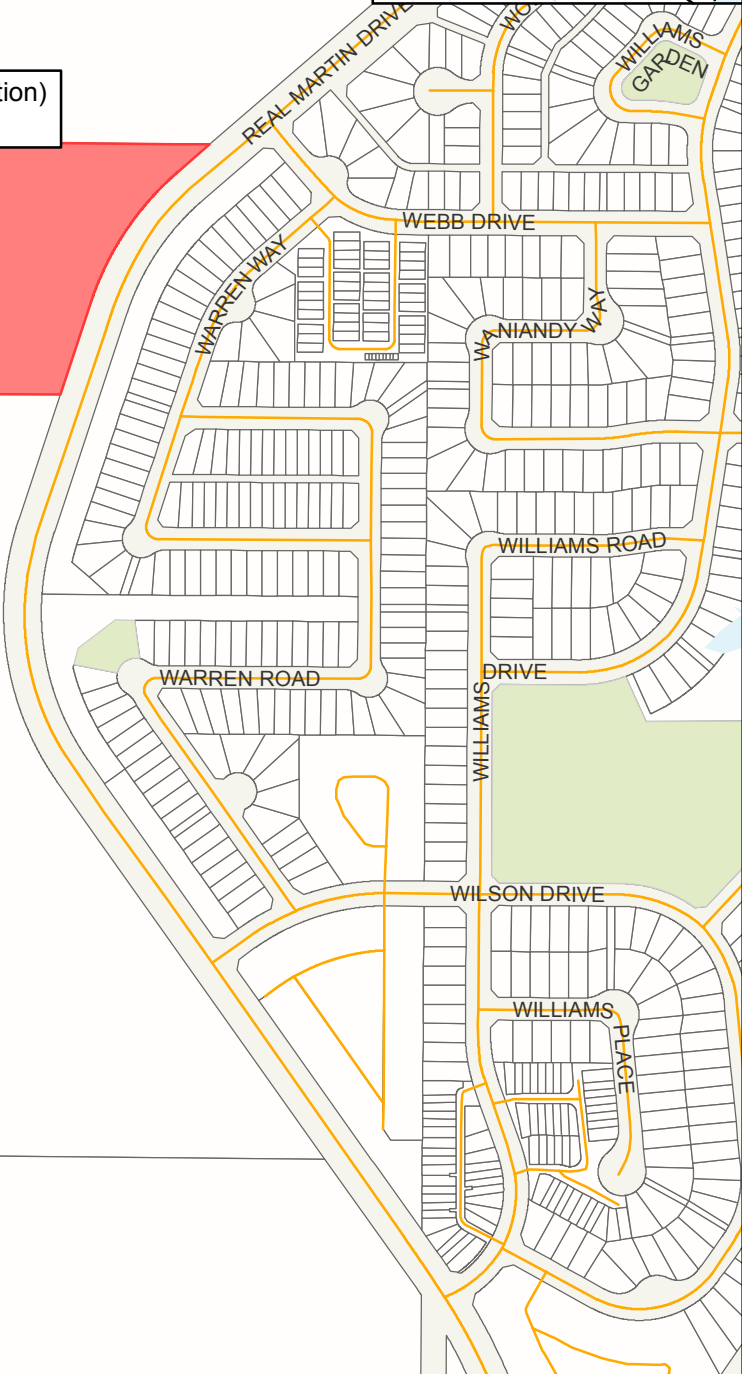 REAL MARTIN DRIVE
WO
WILLIAMS
GARDEN
tion)
WEBB DRIVE
WARREN WAY
WANIANDY WAY
WILLIAMS ROAD
WARREN ROAD
DRIVE
WILLIAMS
WILSON DRIVE
WILLIAMS PLACE